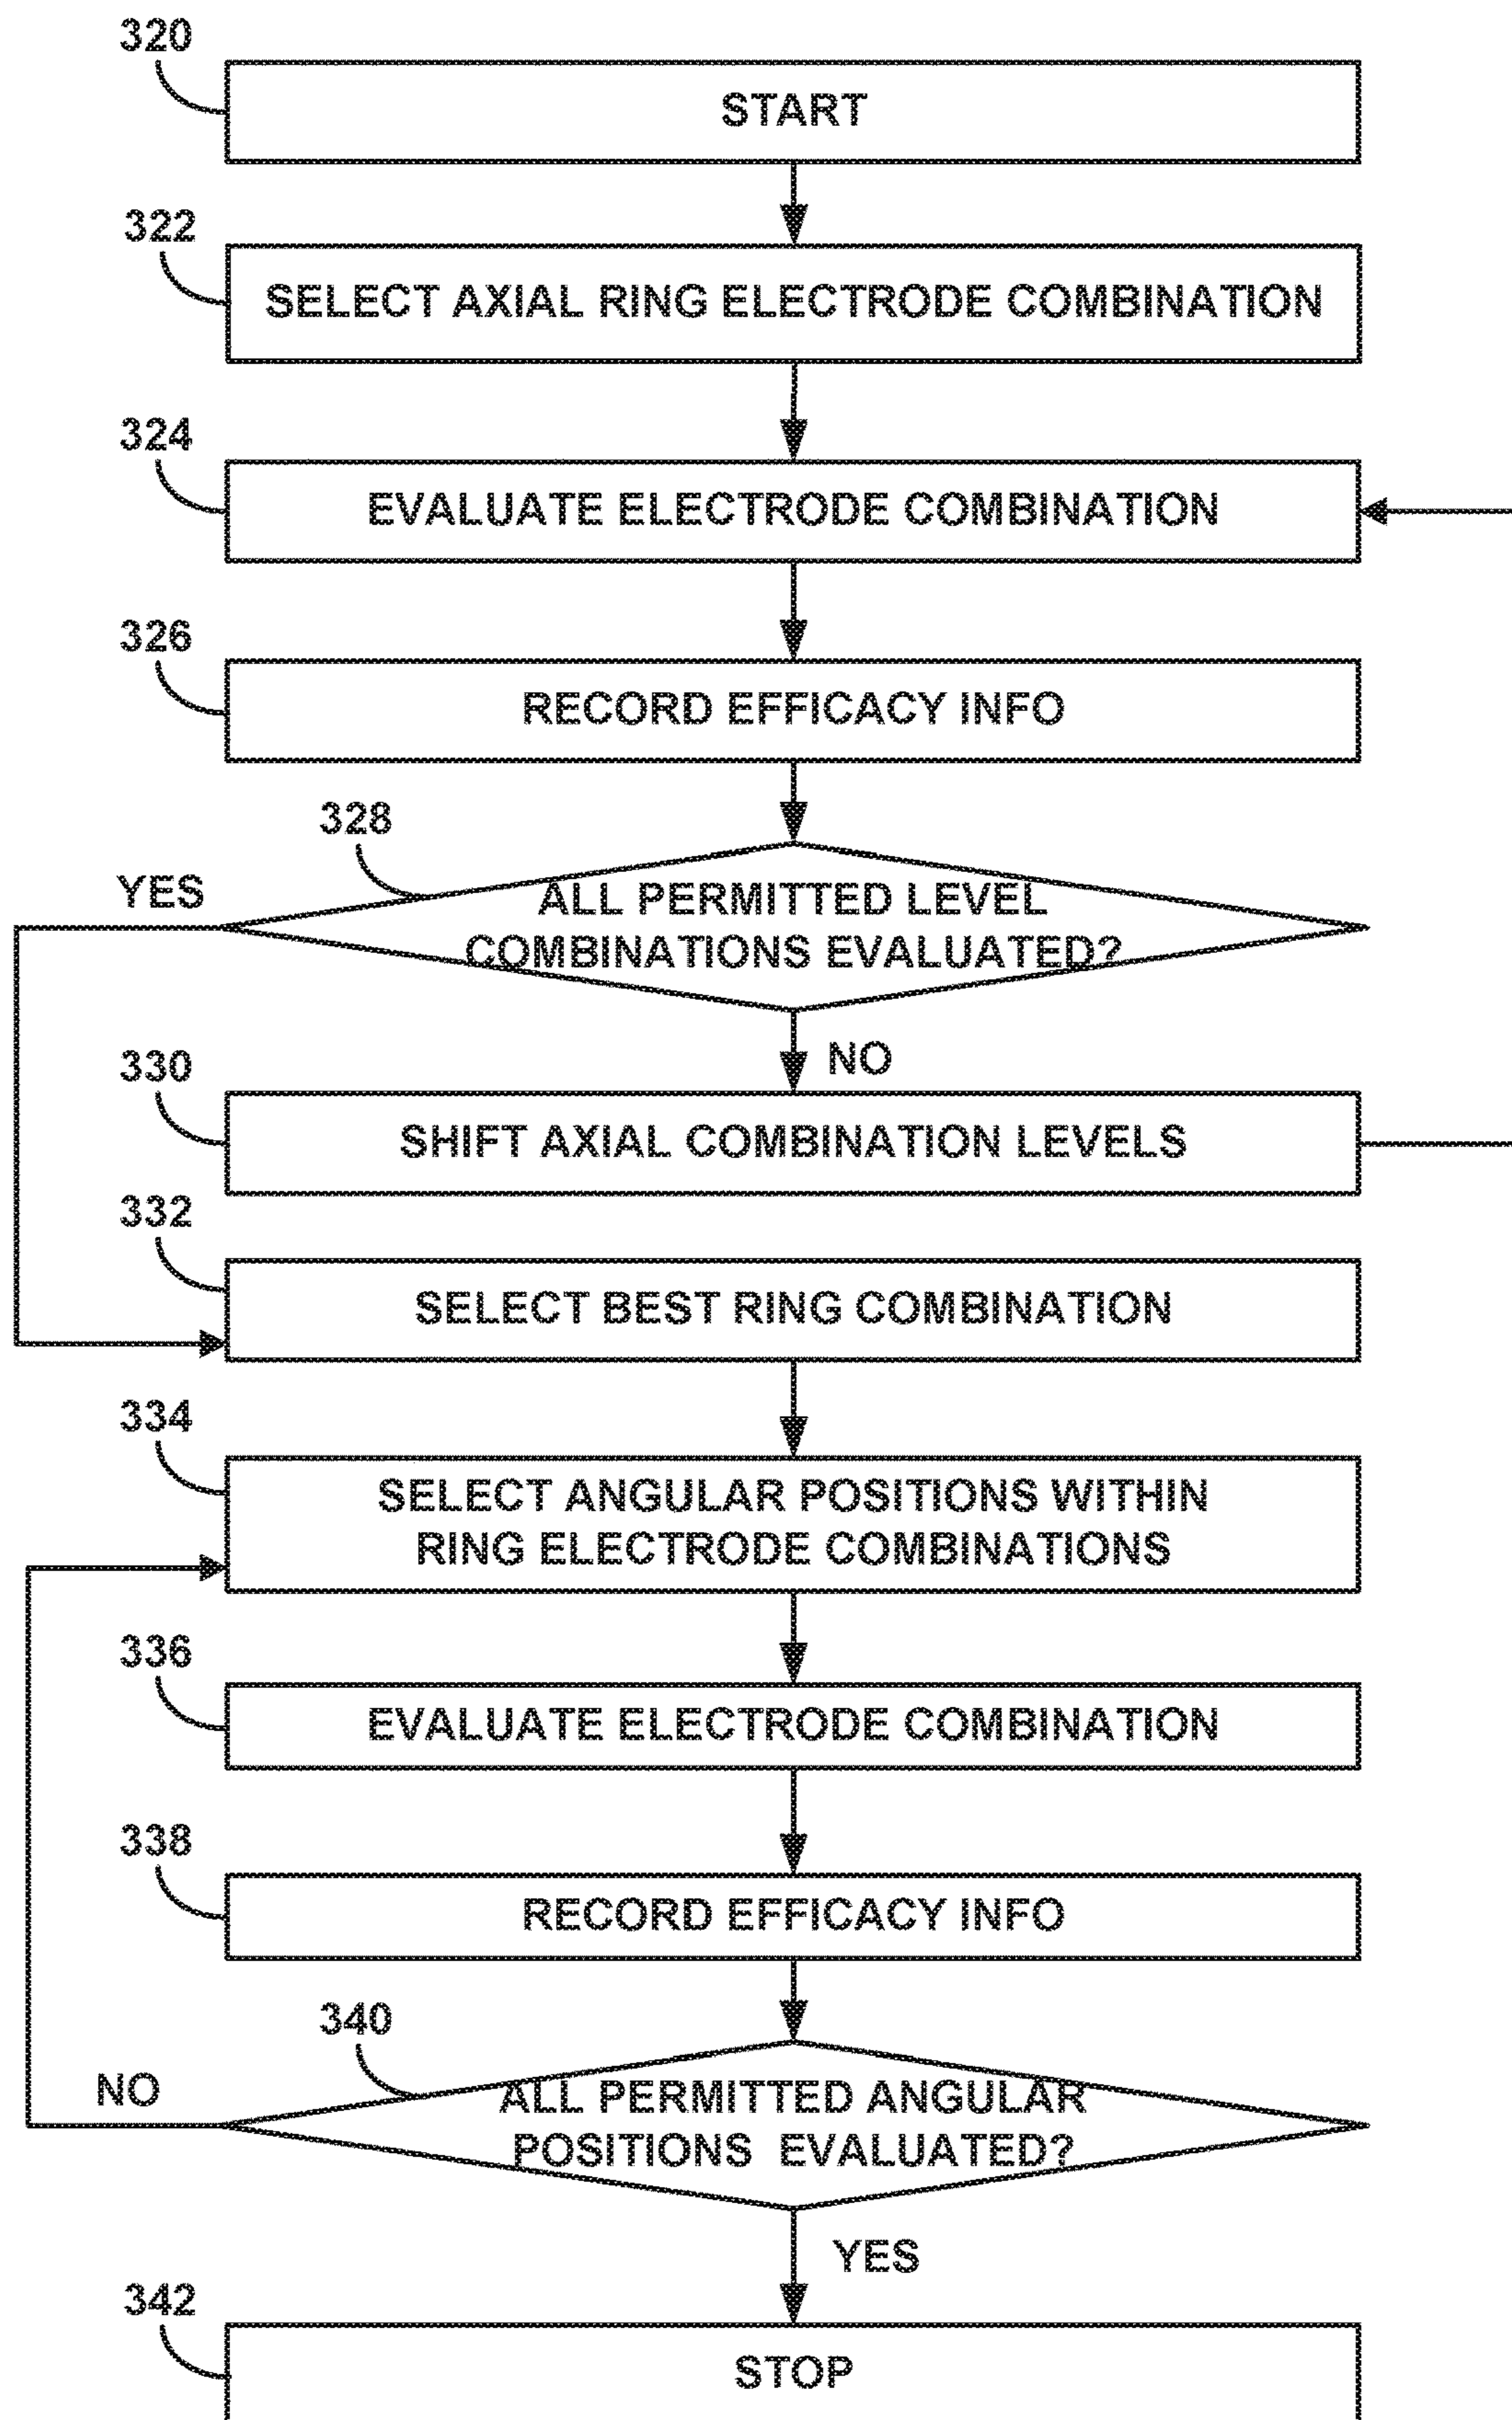 320
START
322
SELECT AXIAL RING ELECTRODE COMBINATION
324
EVALUATE ELECTRODE COMBINATION
326
RECORD EFFICACY INFO
328
YES
ALL PERMITTED LEVEL
COMBINATIONS EVALUATED?
NO
330
SHIFT AXIAL COMBINATION LEVELS
332
SELECT BEST RING COMBINATION
334
SELECT ANGULAR POSITIONS WITHIN
RING ELECTRODE COMBINATIONS
336
EVALUATE ELECTRODE COMBINATION
338
RECORD EFFICACY INFO
340
NO
ALL PERMITTED ANGULAR
POSITIONS EVALUATED?
YES
342
STOP